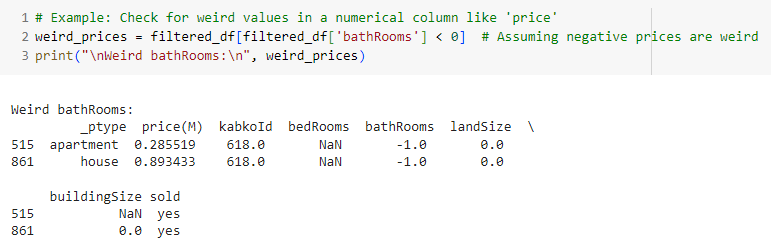 1 # Example: Check for weird values in a numerical column like 'price'
2 weird_prices = filtered_df[filtered_df['bathRooms'] < 0]  # Assuming negative prices are weird
3 print("\nWeird bathRooms:\n", weird_prices)
Weird bathRooms:
_ptype price(M) kabkoId bedRooms bathRooms landSize \
515 apartment 0.285519 618.0 NaN -1.0 0.0
861 house 0.893433 618.0 NaN -1.0 0.0
buildingSize sold
515 NaN yes
861 0.0 yes